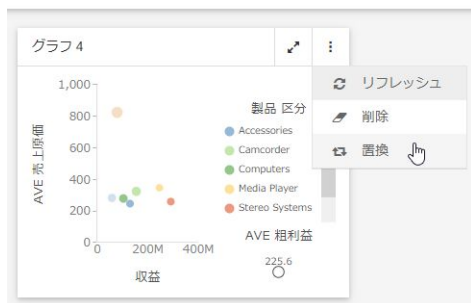 グラフ 4
リフレッシュ
削除
置換
1,000
800
600
400
200
0
AVE 売上原価
0
200M
400M
収益
製品 区分
Accessories
Camcorder
Computers
Media Player
Stereo Systems
AVE 粗利益
225.6